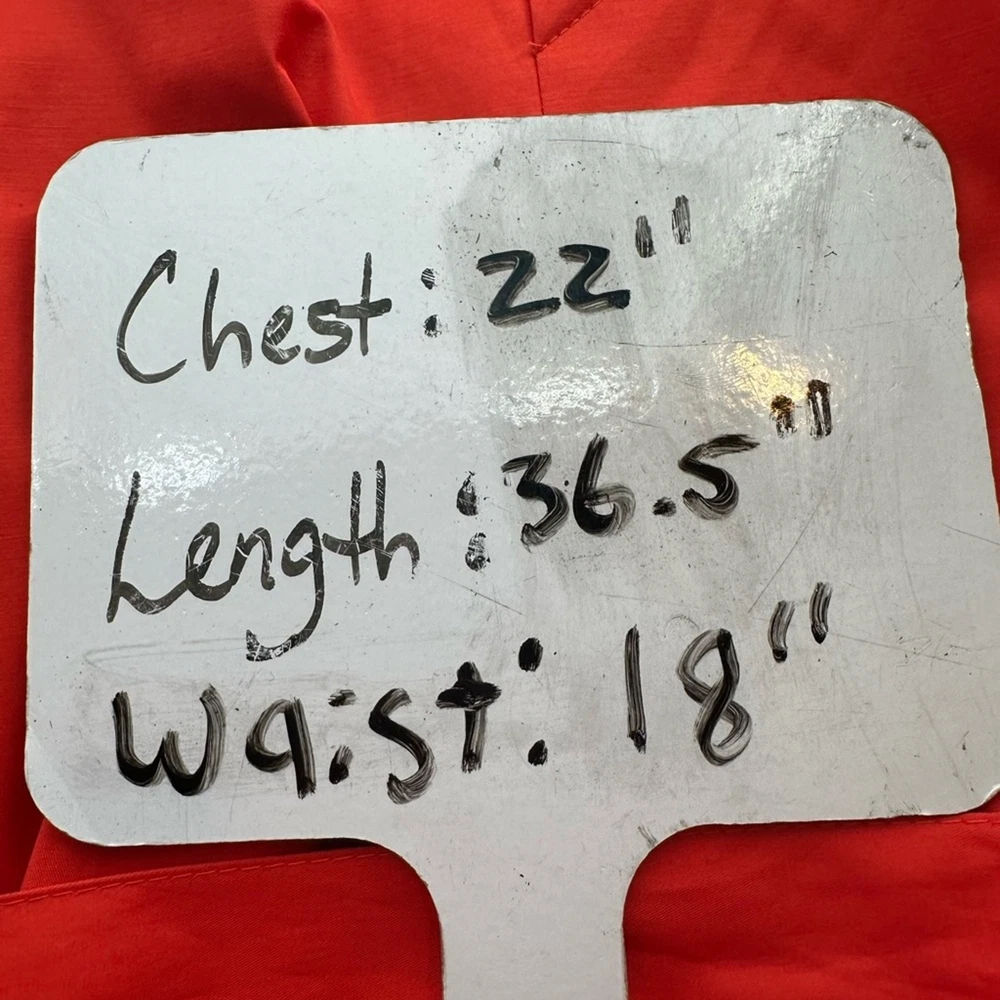 Chest: 22"
Length: 36.5"
Waist: 18"